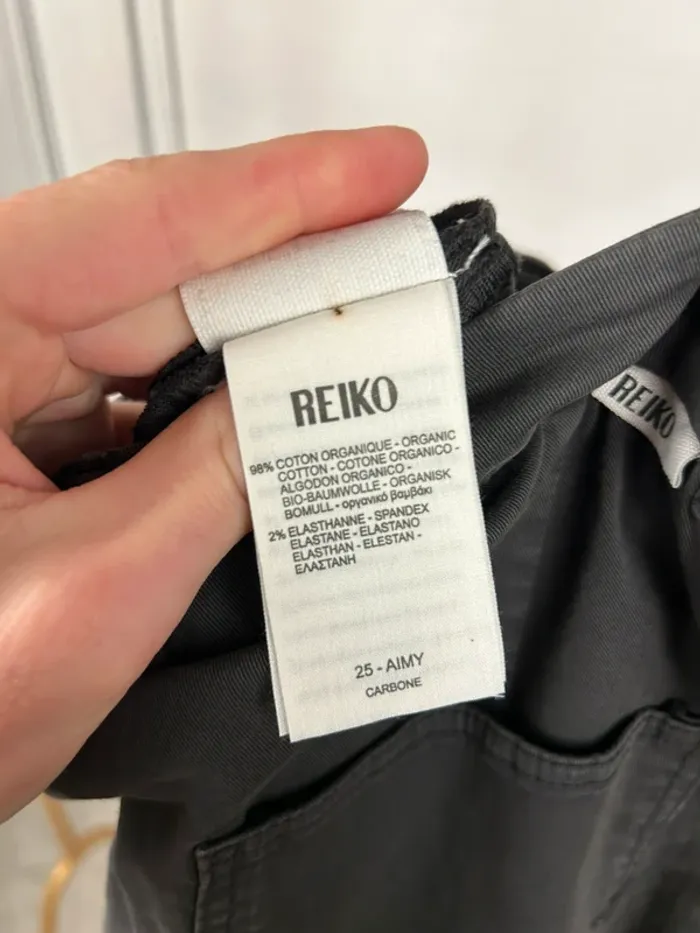 REIKO
98% COTON ORGANIQUE - ORGANIC
COTTON - COTONE ORGANICO -
ALGODON ORGANICO -
BIO-BAUMWOLLE - ORGANISK
BOMULL - οργανικό βαμβάκι
2% ELASTHANNE - SPANDEX
ELASTANE - ELASTANO
ELASTHAN - ELESTAN -
ΕΛΑΣΤΑΝΗ
25 - AIMY
CARBONE
REIKO